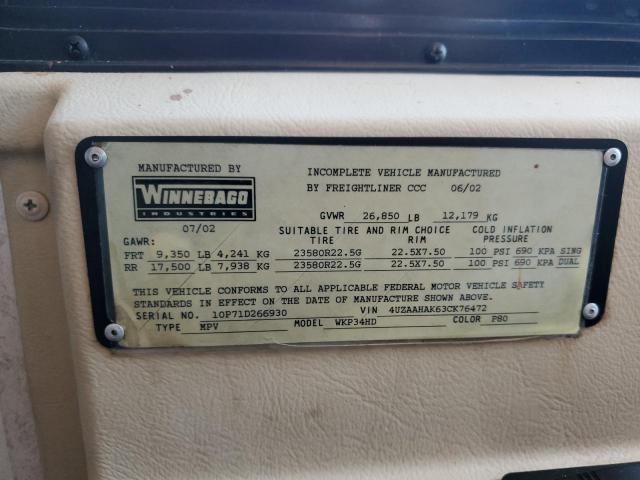 MANUFACTURED BY
WINNEBAGO
INDUSTRIES
07/02
INCOMPLETE VEHICLE MANUFACTURED
BY FREIGHTLINER CCC 06/02
GVWR 26,850 LB 12,179 KG
SUITABLE TIRE AND RIM CHOICE COLD INFLATION
GAWR: TIRE RIM PRESSURE
FRT 9,350 LB 4,241 KG 23580R22.5G 22.5X7.50 100 PSI 690 KPA SING
RR 17,500 LB 7,938 KG 23580R22.5G 22.5X7.50 100 PSI 690 KPA DUAL
THIS VEHICLE CONFORMS TO ALL APPLICABLE FEDERAL MOTOR VEHICLE SAFETY
STANDARDS IN EFFECT ON THE DATE OF MANUFACTURE SHOWN ABOVE.
SERIAL NO. 10P71D266930 VIN 4UZAAHAK63CK76472
TYPE MPV MODEL WKP34HD COLOR P80